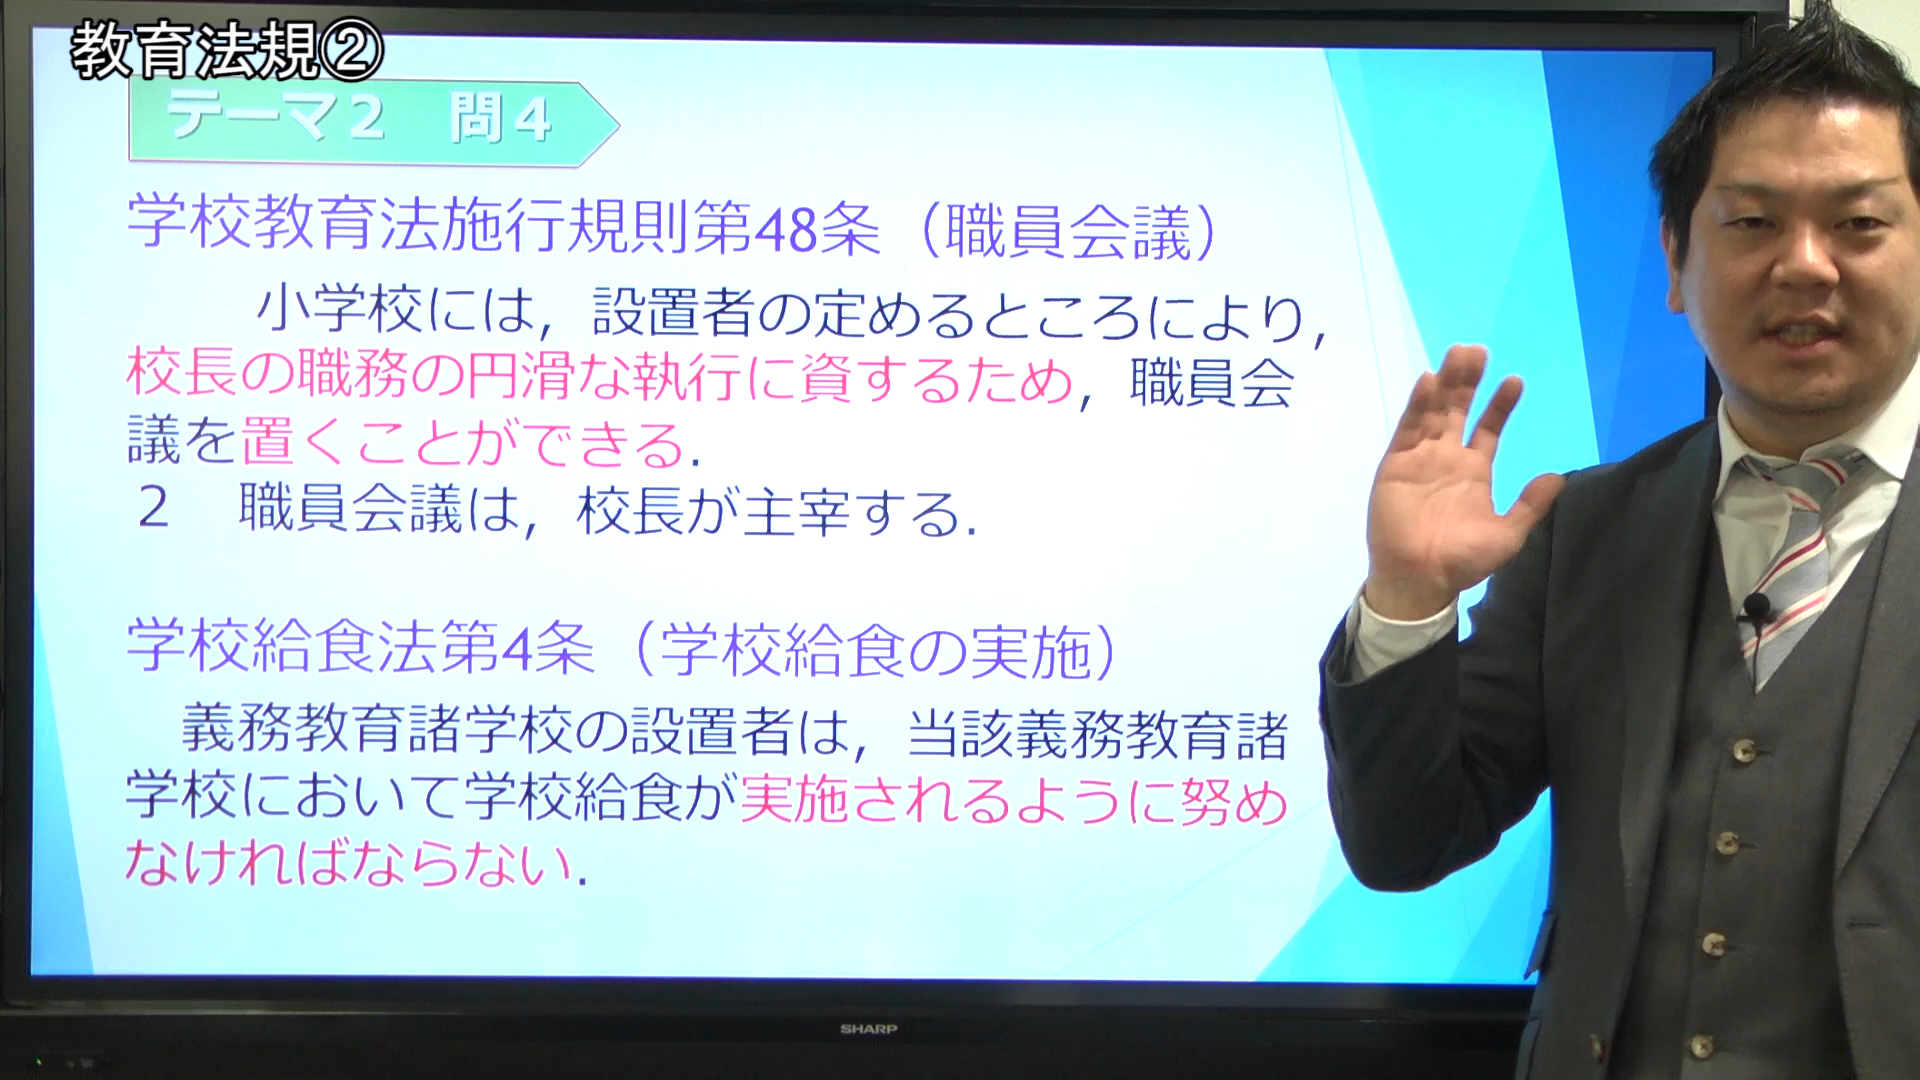 教育法規②
テーマ２　問４
学校教育法施行規則第48条（職員会議）
小学校には，設置者の定めるところにより，
校長の職務の円滑な執行に資するため，職員会
議を置くことができる．
２　職員会議は，校長が主宰する．
学校給食法第4条（学校給食の実施）
義務教育諸学校の設置者は，当該義務教育諸
学校において学校給食が実施されるように努め
なければならない．
SHARP